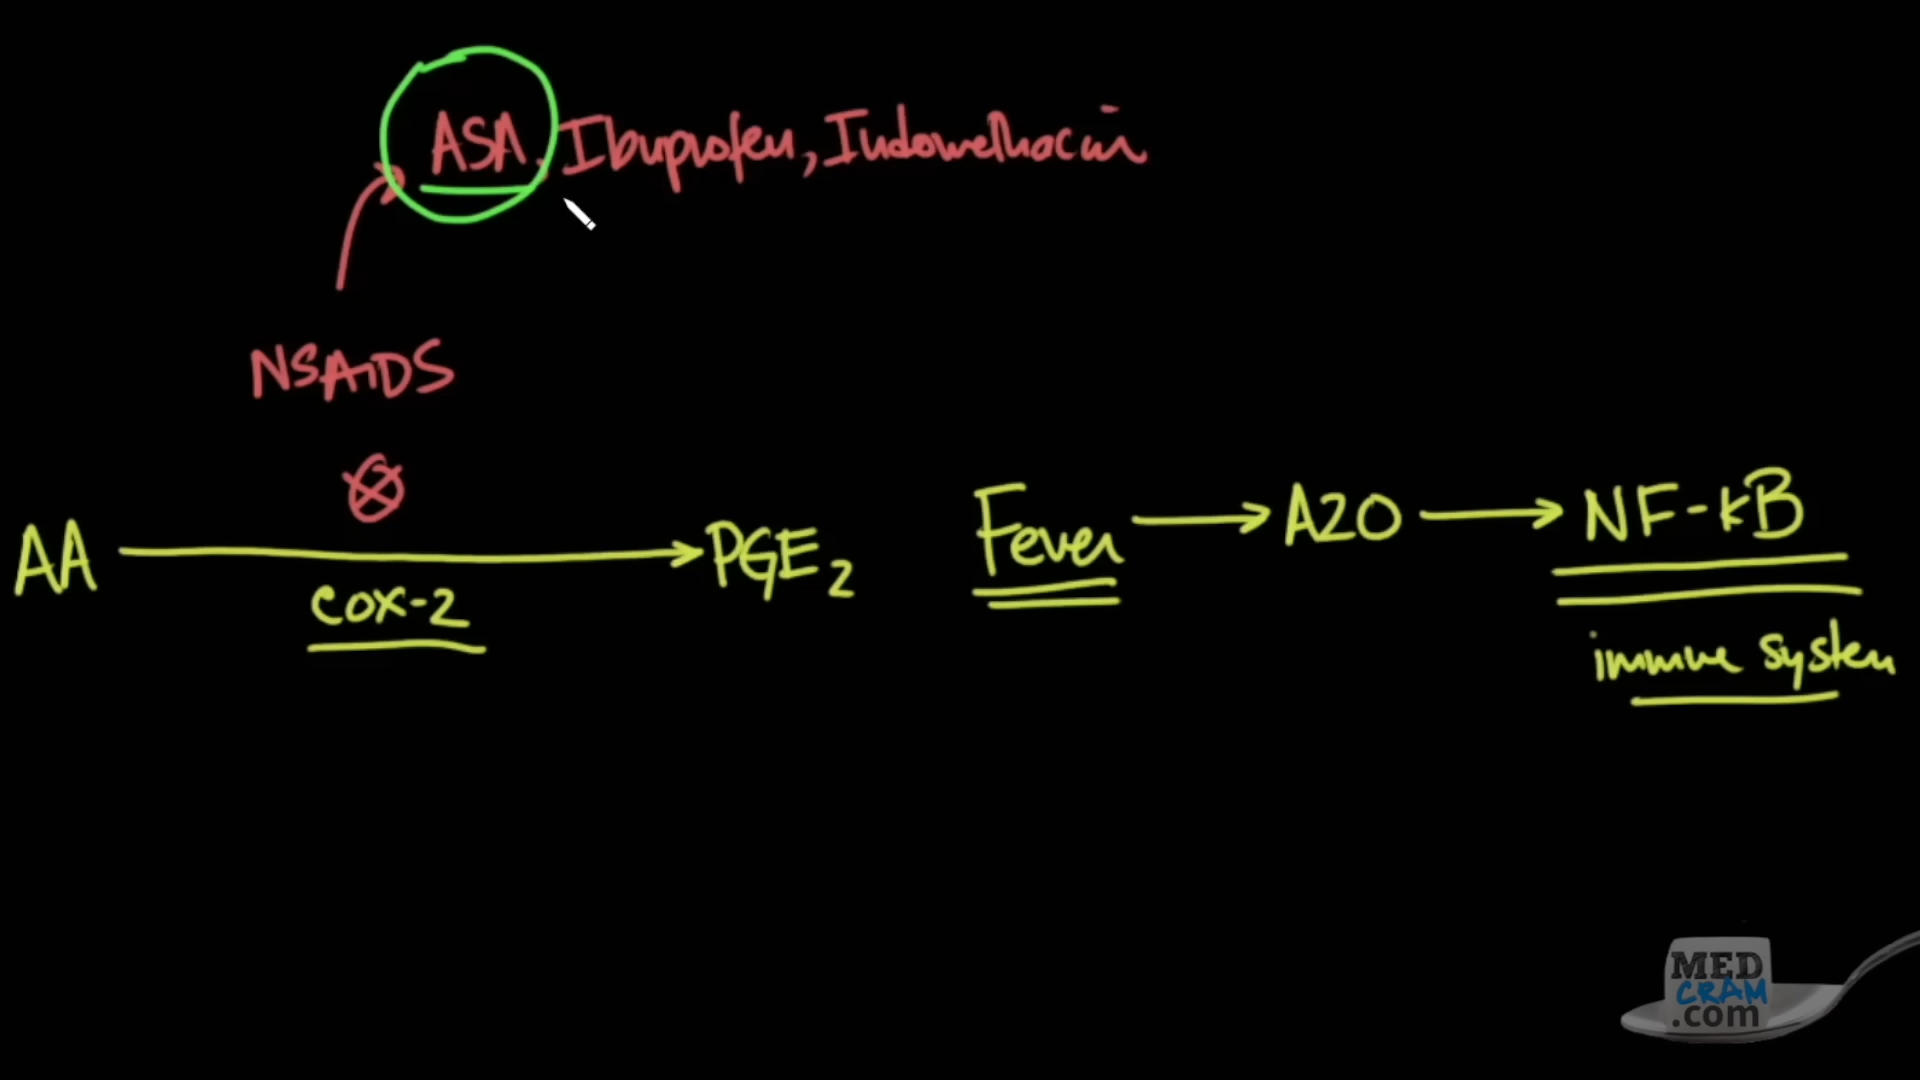 ASA, Ibuprofen, Indomethacin
NSAIDS
AA → PGE₂
COX-2
Fever → A20 → NF-κB
immune system
MED
CRAM
.com